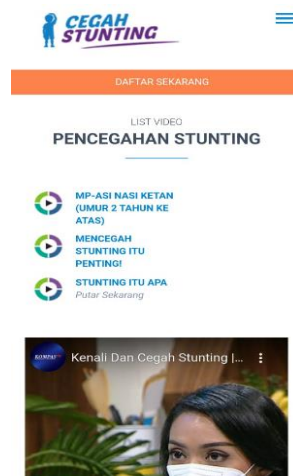 CEGAH
STUNTING
DAFTAR SEKARANG
LIST VIDEO
PENCEGAHAN STUNTING
MP-ASI NASI KETAN
(UMUR 2 TAHUN KE
ATAS)
MENCEGAH
STUNTING ITU
PENTING!
STUNTING ITU APA
Putar Sekarang
KOMPAS
Kenali Dan Cegah Stunting |...